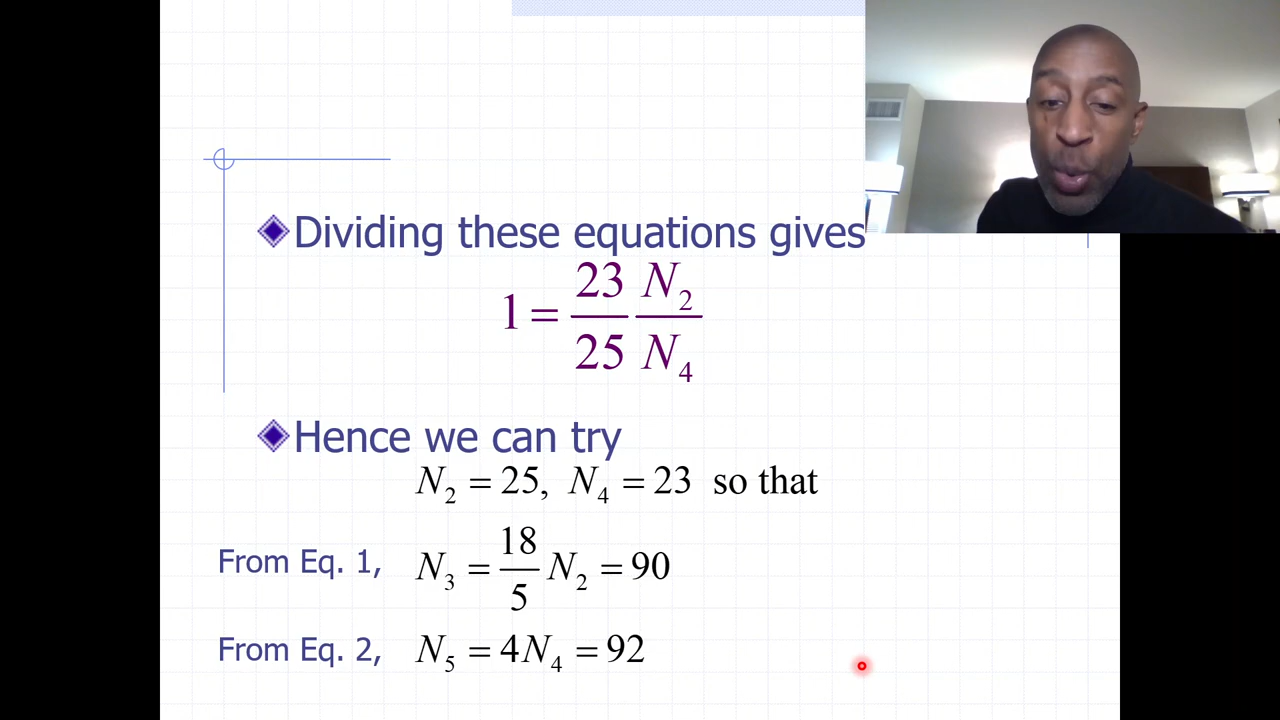 Dividing these equations gives
1 = 23/25 N₂/N₄
Hence we can try
N₂ = 25, N₄ = 23 so that
From Eq. 1, N₃ = 18/5 N₂ = 90
From Eq. 2, N₅ = 4N₄ = 92